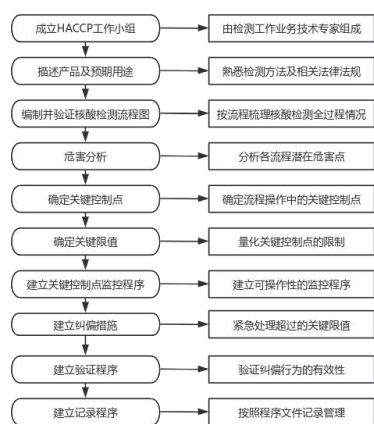 成立HACCP工作小组
由检测工作业务技术专家组成
描述产品及预期用途
熟悉检测方法及相关法律法规
编制并验证核酸检测流程图
按流程梳理核酸检测全过程情况
危害分析
分析各流程潜在危害点
确定关键控制点
确定流程操作中的关键控制点
确定关键限值
量化关键控制点的限制
建立关键控制点监控程序
建立可操作性的监控程序
建立纠偏措施
紧急处理超过的关键限值
建立验证程序
验证纠偏行为的有效性
建立记录程序
按照程序文件记录管理